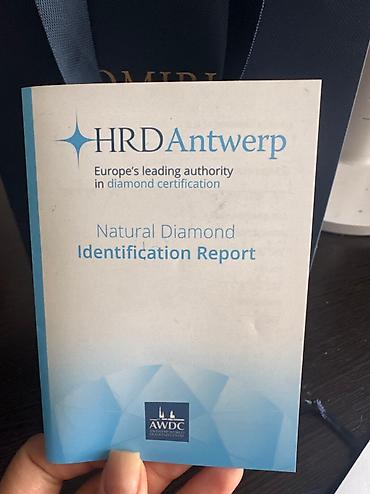 HRDAntwerp
Europe's leading authority
in diamond certification
Natural Diamond
Identification Report
AWDC